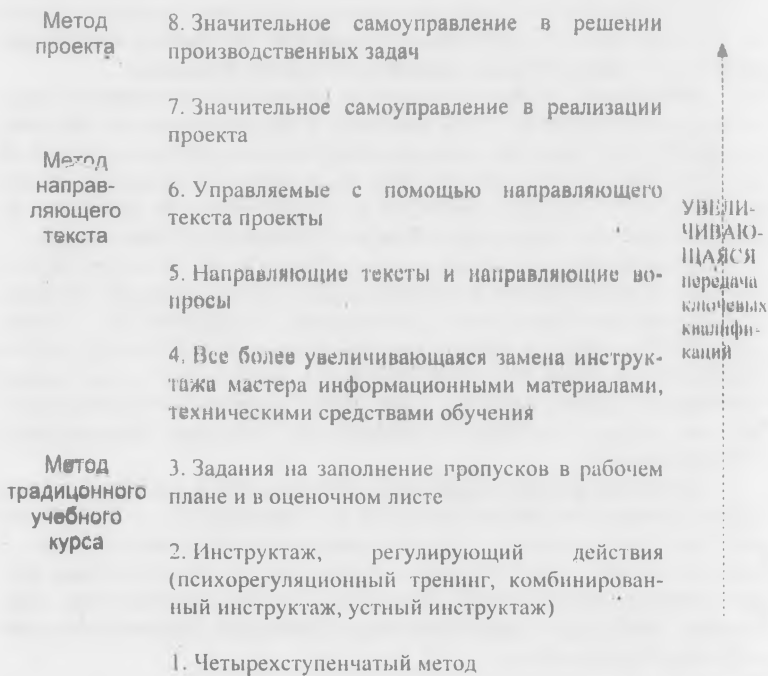 Метод
проекта
8. Значительное самоуправление в решении
производственных задач
7. Значительное самоуправление в реализации
проекта
Метод
направ-
ляющего
текста
6. Управляемые с помощью направляющего
текста проекты
5. Направляющие тексты и направляющие во-
просы
4. Все более увеличивающаяся замена инструк-
тажа мастера информационными материалами,
техническими средствами обучения
Метод
традицонного
учебного
курса
3. Задания на заполнение пропусков в рабочем
плане и в оценочном листе
2. Инструктаж, регулирующий действия
(психорегуляционный тренинг, комбинирован-
ный инструктаж, устный инструктаж)
1. Четырехступенчатый метод
УВЕЛИ-
ЧИВАЮ-
ЩАЯСЯ
передача
ключевых
квалифи-
каций